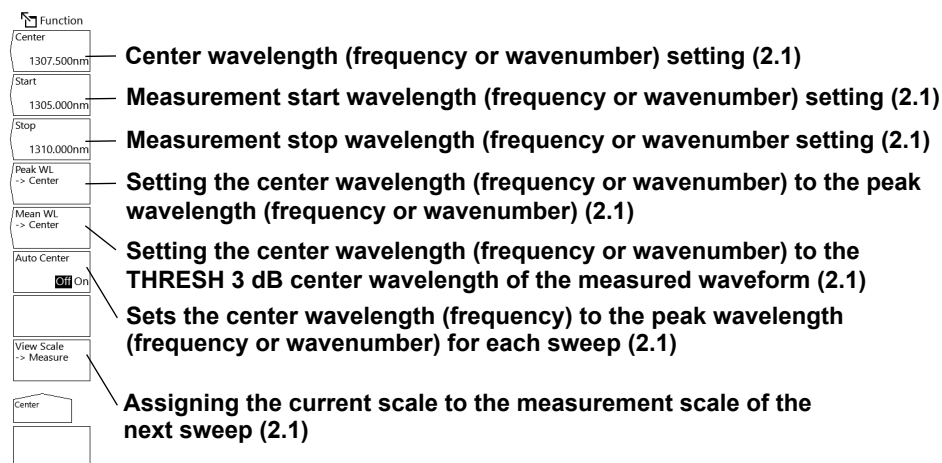 Function
Center
1307.500nm
Center wavelength (frequency or wavenumber) setting (2.1)
Start
1305.000nm
Measurement start wavelength (frequency or wavenumber) setting (2.1)
Stop
1310.000nm
Measurement stop wavelength (frequency or wavenumber setting (2.1)
Peak WL
-> Center
Setting the center wavelength (frequency or wavenumber) to the peak
wavelength (frequency or wavenumber) (2.1)
Mean WL
-> Center
Setting the center wavelength (frequency or wavenumber) to the
THRESH 3 dB center wavelength of the measured waveform (2.1)
Auto Center
Off On
Sets the center wavelength (frequency) to the peak wavelength
(frequency or wavenumber) for each sweep (2.1)
View Scale
-> Measure
Assigning the current scale to the measurement scale of the
next sweep (2.1)
Center